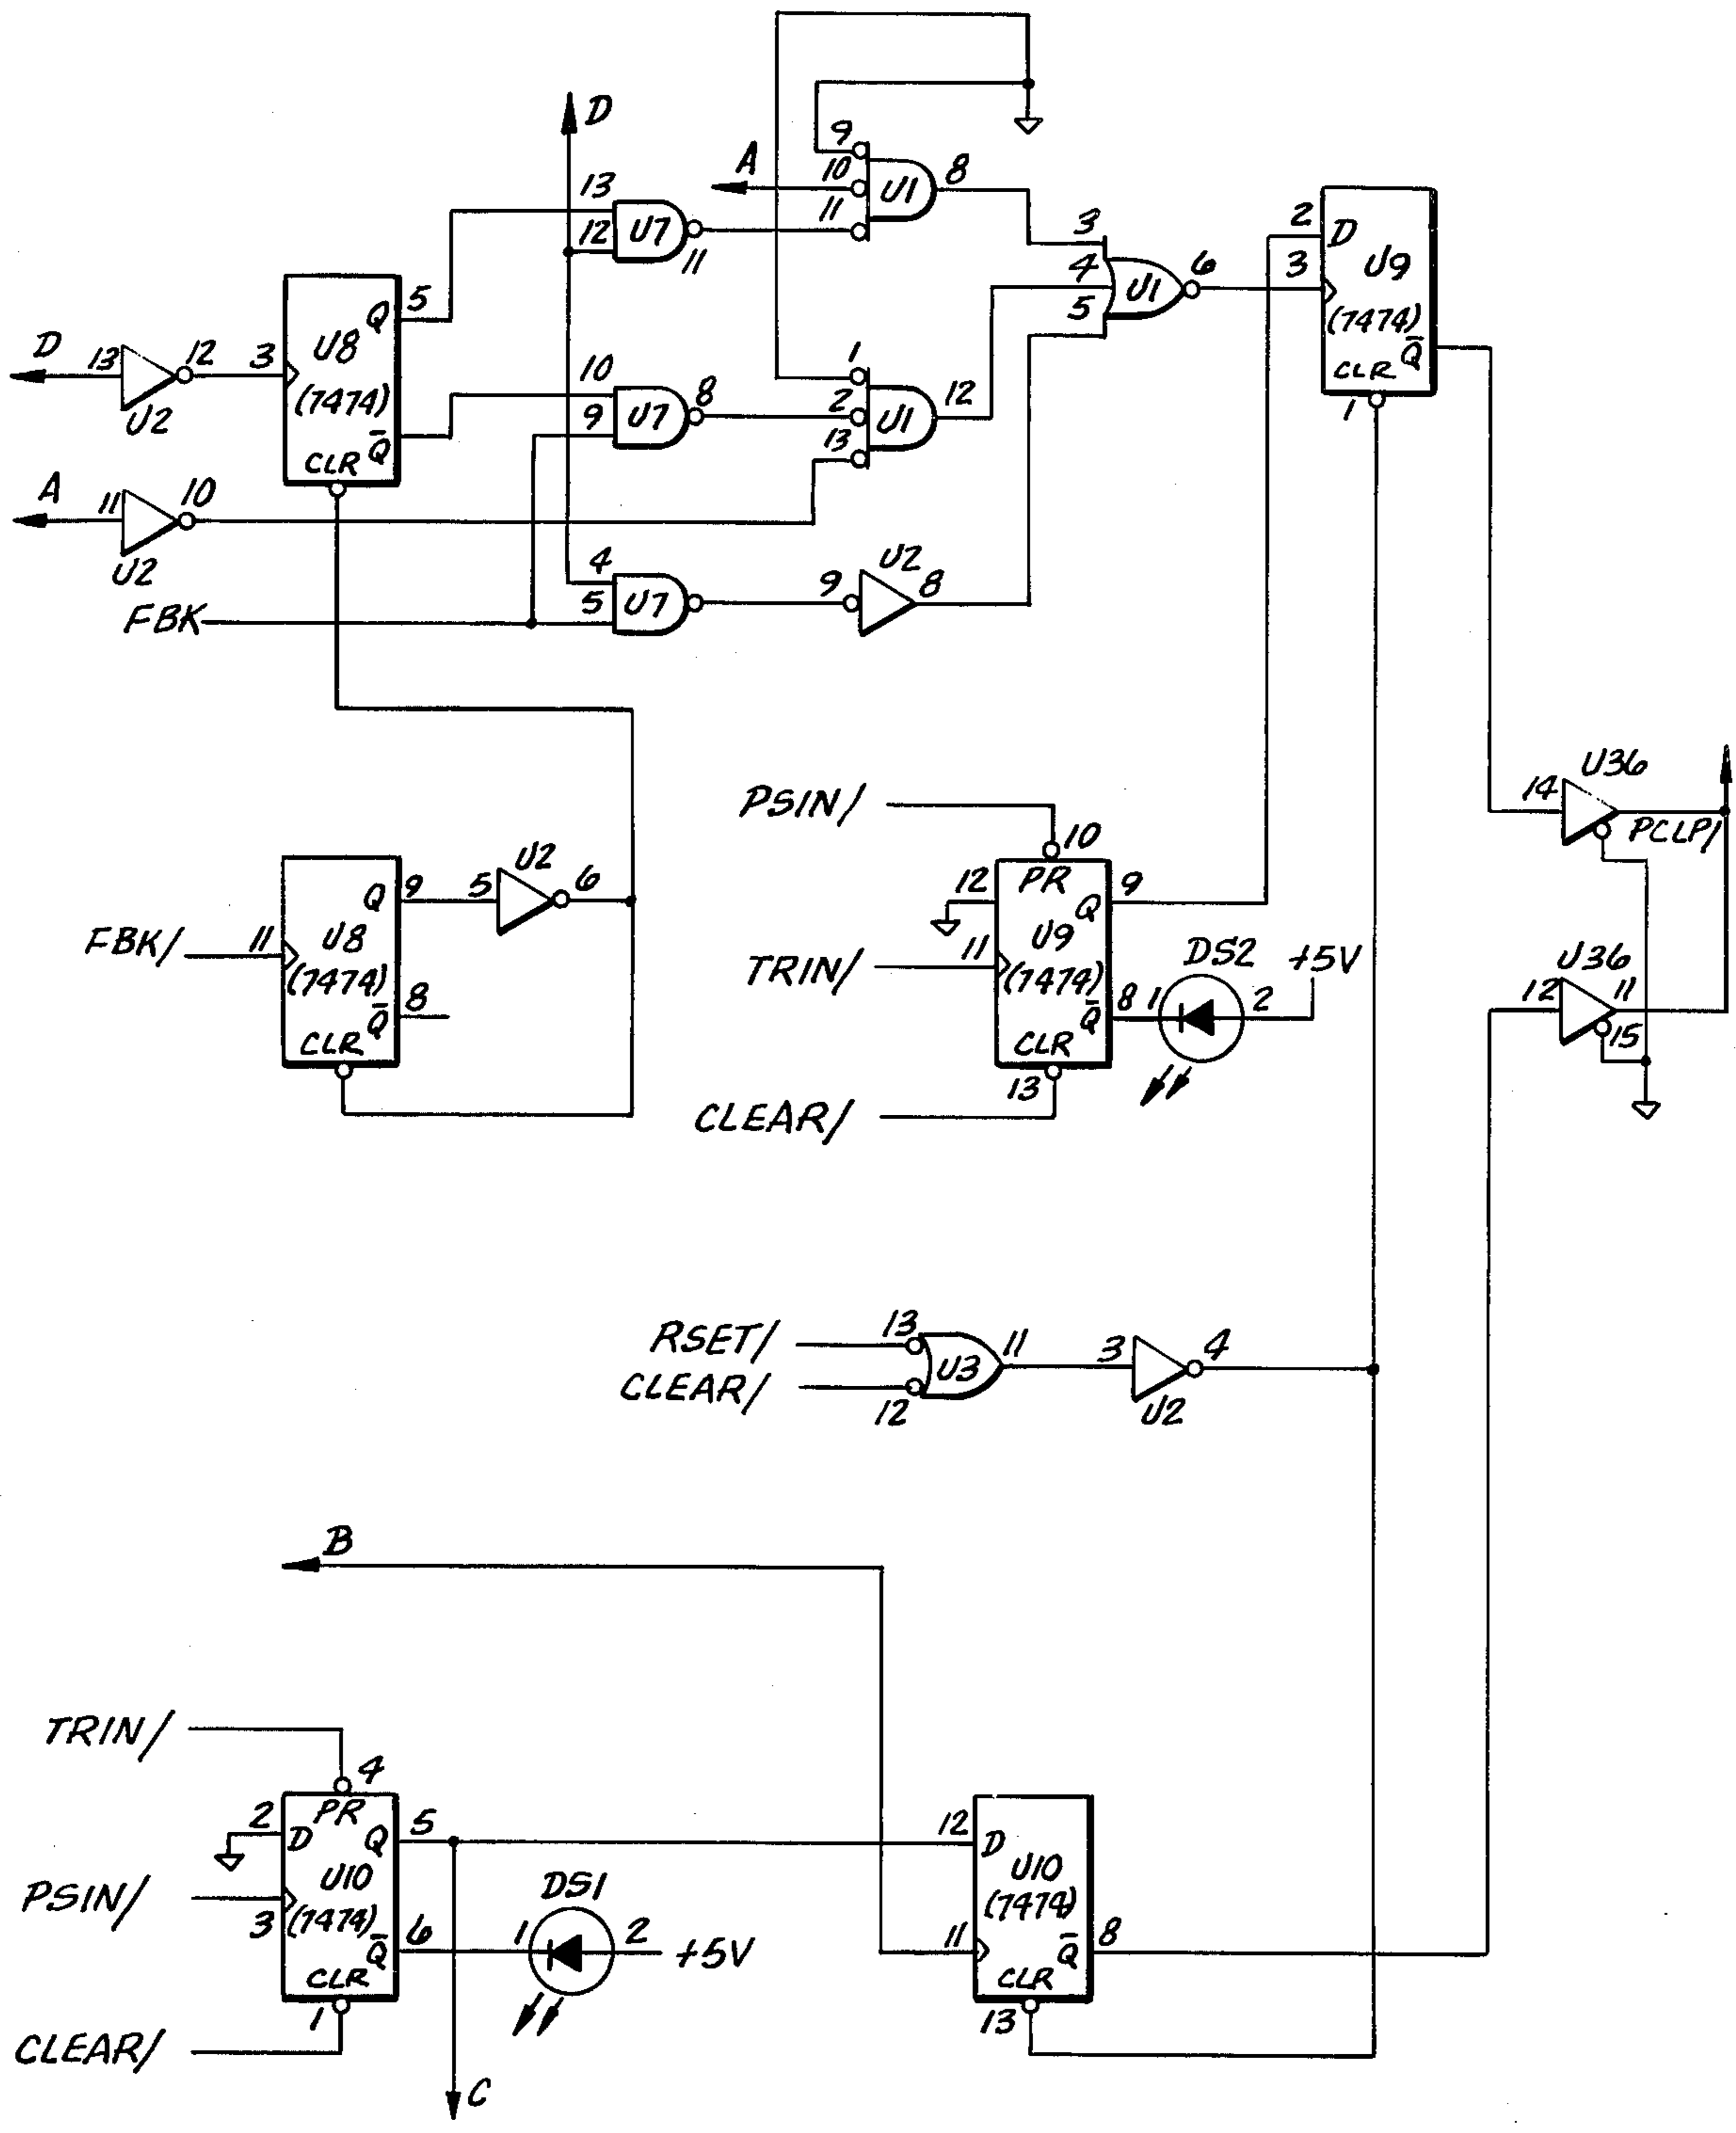 D
A
9
10
11
U1
8
13
12
U7
11
2
D
3
U9
(7474)
Q̄
CLR
1
3
4
5
U1
6
D
13
12
U2
3
U8
(7474)
Q
5
Q̄
CLR
10
9
U7
8
1
2
13
U1
12
A
11
10
U2
FBK
4
5
U7
9
U2
8
PSIN/
10
PR
12
Q
9
U9
11
(7474)
TRIN/
Q̄
8
CLR
13
CLEAR/
1
DS2
2
+5V
FBK/
11
Q
9
U8
(7474)
Q̄
8
CLR
5
U2
6
14
U36
PCLP/
12
U36
11
15
RSET/
13
CLEAR/
12
U3
11
3
4
U2
B
TRIN/
4
PR
2
D
Q
5
U10
(7474)
PSIN/
3
Q̄
6
CLR
1
CLEAR/
DS1
1
2
+5V
C
12
D
U10
(7474)
11
Q̄
8
CLR
13